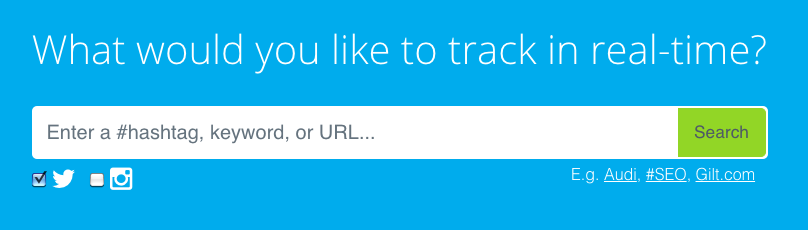 What would you like to track in real-time?
Enter a #hashtag, keyword, or URL...
Search
E.g. Audi, #SEO, Gilt.com